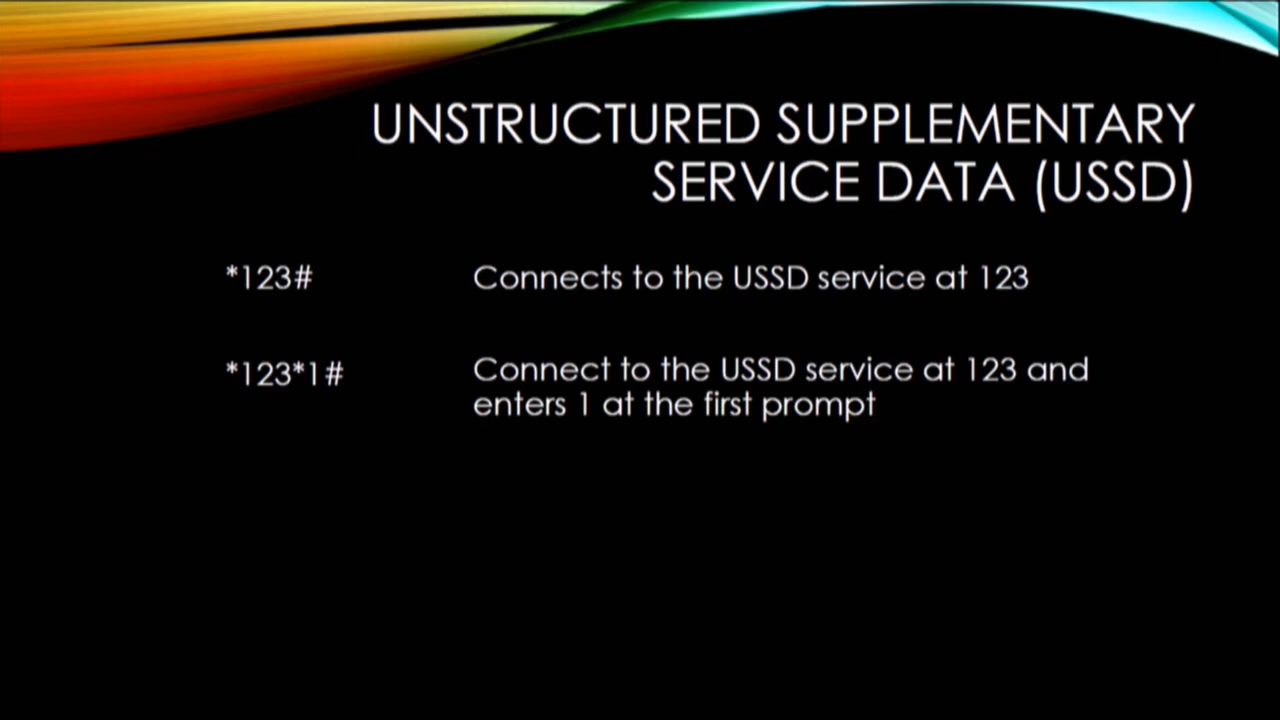 UNSTRUCTURED SUPPLEMENTARY
SERVICE DATA (USSD)
*123# Connects to the USSD service at 123
*123*1# Connect to the USSD service at 123 and
enters 1 at the first prompt